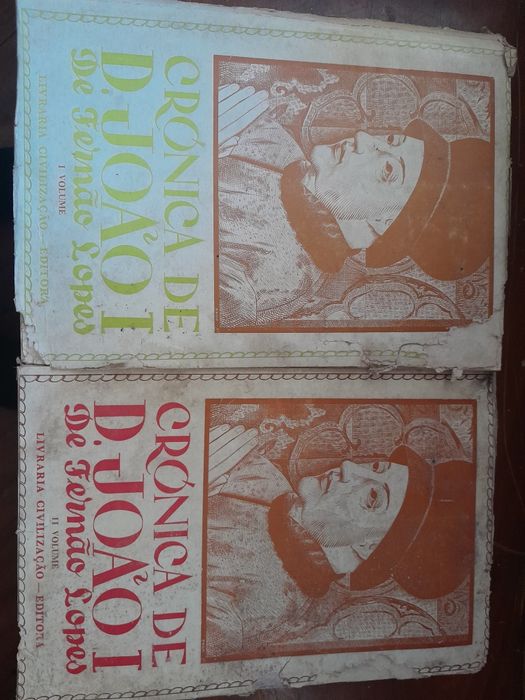 CRÓNICA DE
D. JOÃO I
De Fernão Lopes
I VOLUME
LIVRARIA CIVILIZAÇÃO - EDITORA
CRÓNICA DE
D. JOÃO I
De Fernão Lopes
II VOLUME
LIVRARIA CIVILIZAÇÃO - EDITORA